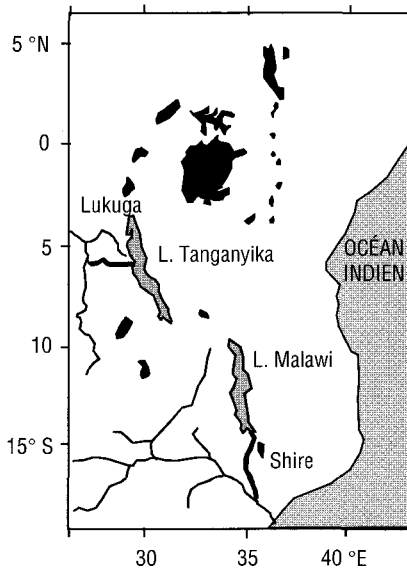 5 °N
0
Lukuga
5
L. Tanganyika
OCÉAN
INDIEN
10
L. Malawi
15° S
Shire
30
35
40 °E